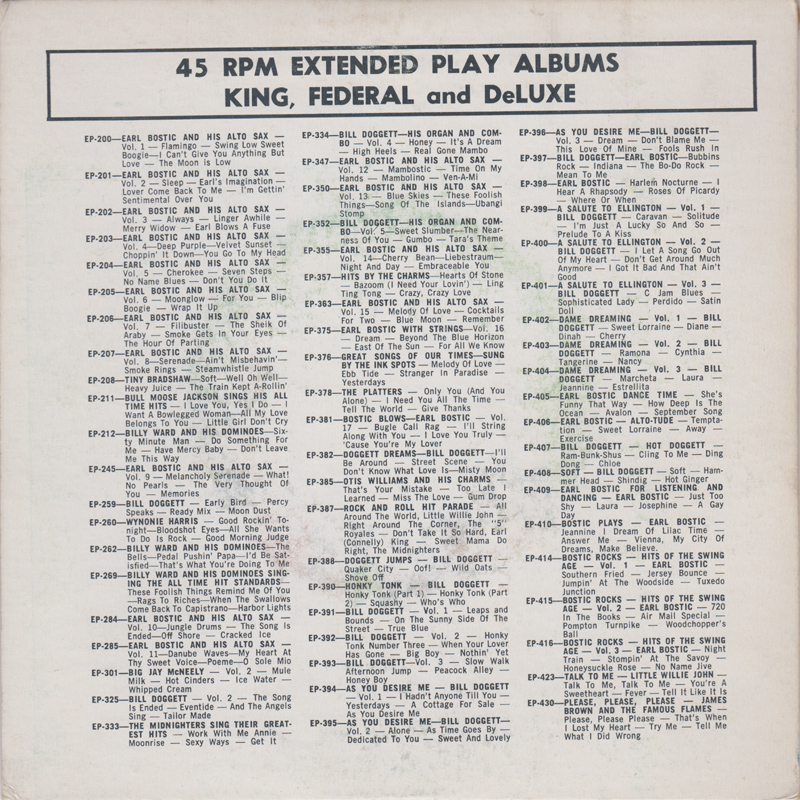 45 RPM EXTENDED PLAY ALBUMS
KING, FEDERAL and DeLUXE
EP-200—EARL BOSTIC AND HIS ALTO SAX —
Vol. 1 — Flamingo — Swing Low Sweet
Boogie—I Can't Give You Anything But
Love — The Moon is Low
EP-201—EARL BOSTIC AND HIS ALTO SAX —
Vol. 2 — Sleep — Earl's Imagination —
Lover Come Back To Me — I'm Gettin'
Sentimental Over You
EP-202—EARL BOSTIC AND HIS ALTO SAX —
Vol. 3 — Always — Linger Awhile —
Merry Widow — Earl Blows A Fuse
EP-203—EARL BOSTIC AND HIS ALTO SAX —
Vol. 4—Deep Purple—Velvet Sunset —
Choppin' It Down—You Go To My Head
EP-204—EARL BOSTIC AND HIS ALTO SAX —
Vol. 5 — Cherokee — Seven Steps —
No Name Blues — Don't You Do It
EP-205—EARL BOSTIC AND HIS ALTO SAX —
Vol. 6 — Moonglow — For You — Blip
Boogie — Wrap It Up
EP-206—EARL BOSTIC AND HIS ALTO SAX —
Vol. 7 — Filibuster — The Sheik Of
Araby — Smoke Gets In Your Eyes —
The Hour Of Parting
EP-207—EARL BOSTIC AND HIS ALTO SAX —
Vol. 8—Serenade—Ain't Misbehavin'—
Smoke Rings — Steamwhistle Jump
EP-208—TINY BRADSHAW—Soft—Well Oh Well—
Heavy Juice — The Train Kept A-Rollin'
EP-211—BULL MOOSE JACKSON SINGS HIS ALL
TIME HITS — I Love You, Yes I Do — I
Want A Bowlegged Woman—All My Love
Belongs To You — Little Girl Don't Cry
EP-212—BILLY WARD AND HIS DOMINOES—Six-
ty Minute Man — Do Something For
Me — Have Mercy Baby — Don't Leave
Me This Way
EP-245—EARL BOSTIC AND HIS ALTO SAX —
Vol. 9 — Melancholy Serenade — What!
No Pearls — The Very Thought Of
You — Memories
EP-259—BILL DOGGETT — Early Bird — Percy
Speaks — Ready Mix — Moon Dust
EP-260—WYNONIE HARRIS — Good Rockin' To-
night—Bloodshot Eyes—All She Wants
To Do Is Rock — Good Morning Judge
EP-262—BILLY WARD AND HIS DOMINOES—The
Bells—Pedal Pushin' Papa—I'd Be Sat-
isfied—That's What You're Doing To Me
EP-269—BILLY WARD AND HIS DOMINOES SING-
ING THE ALL TIME HIT STANDARDS—
These Foolish Things Remind Me Of You
—Rags To Riches—When The Swallows
Come Back To Capistrano—Harbor Lights
EP-284—EARL BOSTIC AND HIS ALTO SAX —
Vol. 10—Jungle Drums — The Song Is
Ended—Off Shore — Cracked Ice
EP-285—EARL BOSTIC AND HIS ALTO SAX —
Vol. 11—Danube Waves—My Heart At
Thy Sweet Voice—Poeme—O Sole Mio
EP-301—BIG JAY McNEELY — Vol. 2 — Mule
Milk — Hot Cinders — Ice Water —
Whipped Cream
EP-325—BILL DOGGETT — Vol. 2 — The Song
Is Ended — Eventide — And The Angels
Sing — Tailor Made
EP-333—THE MIDNIGHTERS SING THEIR GREAT-
EST HITS — Work With Me Annie —
Moonrise — Sexy Ways — Get It
EP-334—BILL DOGGETT—HIS ORGAN AND COM-
BO — Vol. 4 — Honey — It's A Dream
— High Heels — Real Gone Mambo
EP-347—EARL BOSTIC AND HIS ALTO SAX —
Vol. 12 — Mambostic — Time On My
Hands — Mambolino — Ven-A-Mi
EP-350—EARL BOSTIC AND HIS ALTO SAX —
Vol. 13 — Blue Skies — These Foolish
Things—Song Of The Islands—Ubangi
Stomp
EP-352—BILL DOGGETT—HIS ORGAN AND COM-
BO—Vol. 5—Sweet Slumber—The Near-
ness Of You — Gumbo — Tara's Theme
EP-355—EARL BOSTIC AND HIS ALTO SAX —
Vol. 14—Cherry Bean—Liebestraum—
Night And Day — Embraceable You
EP-357—HITS BY THE CHARMS—Hearts Of Stone
— Bazoom (I Need Your Lovin') — Ling
Ting Tong — Crazy, Crazy Love
EP-363—EARL BOSTIC AND HIS ALTO SAX —
Vol. 15 — Melody Of Love — Cocktails
For Two — Blue Moon — Remember
EP-375—EARL BOSTIC WITH STRINGS—Vol. 16
— Dream — Beyond The Blue Horizon
— East Of The Sun — For All We Know
EP-376—GREAT SONGS OF OUR TIMES—SUNG
BY THE INK SPOTS — Melody Of Love —
Ebb Tide — Stranger In Paradise —
Yesterdays
EP-378—THE PLATTERS — Only You (And You
Alone) — I Need You All The Time —
Tell The World — Give Thanks
EP-381—BOSTIC BLOWS—EARL BOSTIC — Vol.
17 — Bugle Call Rag — I'll String
Along With You — I Love You Truly —
'Cause You're My Lover
EP-382—DOGGETT DREAMS—BILL DOGGETT—I'll
Be Around — Street Scene — You
Don't Know What Love Is—Misty Moon
EP-385—OTIS WILLIAMS AND HIS CHARMS —
That's Your Mistake — Too Late I
Learned — Miss The Love — Gum Drop
EP-387—ROCK AND ROLL HIT PARADE — All
Around The World, Little Willie John —
Right Around The Corner, The "5"
Royales — Don't Take It So Hard, Earl
(Connelly) King — Sweet Mama Do
Right, The Midnighters
EP-388—DOGGETT JUMPS — BILL DOGGETT —
Quaker City — Oof! — Wild Oats —
Shove Off
EP-390—HONKY TONK — BILL DOGGETT —
Honky Tonk (Part 1) — Honky Tonk (Part
2) — Squashy — Who's Who
EP-391—BILL DOGGETT — Vol. 1 — Leaps and
Bounds — On The Sunny Side Of The
Street — True Blue
EP-392—BILL DOGGETT — Vol. 2 — Honky
Tonk Number Three — When Your Lover
Has Gone — Big Boy — Nothin' Yet
EP-393—BILL DOGGETT—Vol. 3 — Slow Walk
Afternoon Jump — Peacock Alley —
Honey Boy
EP-394—AS YOU DESIRE ME — BILL DOGGETT
— Vol. 1 — I Hadn't Anyone Till You —
Yesterdays — A Cottage For Sale —
As You Desire Me
EP-395—AS YOU DESIRE ME—BILL DOGGETT—
Vol. 2 — Alone — As Time Goes By —
Dedicated To You — Sweet And Lovely
EP-396—AS YOU DESIRE ME—BILL DOGGETT—
Vol. 3 — Dream — Don't Blame Me —
This Love Of Mine — Fools Rush In
EP-397—BILL DOGGETT—EARL BOSTIC—Bubbins
Rock — Indiana — The Bo-Do Rock —
Mean To Me
EP-398—EARL BOSTIC — Harlem Nocturne — I
Hear A Rhapsody — Roses Of Picardy
— Where Or When
EP-399—A SALUTE TO ELLINGTON — Vol. 1 —
BILL DOGGETT — Caravan — Solitude
— I'm Just A Lucky So And So —
Prelude To A Kiss
EP-400—A SALUTE TO ELLINGTON — Vol. 2 —
BILL DOGGETT — I Let A Song Go Out
Of My Heart — Don't Get Around Much
Anymore — I Got It Bad And That Ain't
Good
EP-401—A SALUTE TO ELLINGTON — Vol. 3 —
BILL DOGGETT — C Jam Blues —
Sophisticated Lady — Perdido — Satin
Doll
EP-402—DAME DREAMING — Vol. 1 — BILL
DOGGETT — Sweet Lorraine — Diane —
Dinah — Cherry
EP-403—DAME DREAMING — Vol. 2 — BILL
DOGGETT — Ramona — Cynthia —
Tangerine — Nancy
EP-404—DAME DREAMING — Vol. 3 — BILL
DOGGETT — Marcheta — Laura —
Jeannine — Estrellita
EP-405—EARL BOSTIC DANCE TIME — She's
Funny That Way — How Deep Is The
Ocean — Avalon — September Song
EP-406—EARL BOSTIC — ALTO-TUDE — Tempta-
tion — Sweet Lorraine — Away —
Exercise
EP-407—BILL DOGGETT — HOT DOGGETT —
Ram-Bunk-Shus — Cling To Me — Ding
Dong — Chloe
EP-408—SOFT — BILL DOGGETT — Soft — Ham-
mer Head — Shindig — Hot Ginger
EP-409—EARL BOSTIC FOR LISTENING AND
DANCING — EARL BOSTIC — Just Too
Shy — Laura — Josephine — A Gay
Day
EP-410—BOSTIC PLAYS — EARL BOSTIC —
Jeannine I Dream Of Lilac Time —
Answer Me — Vienna, My City Of
Dreams, Make Believe.
EP-414—BOSTIC ROCKS — HITS OF THE SWING
AGE — Vol. 1 — EARL BOSTIC —
Southern Fried — Jersey Bounce —
Jumpin' At The Woodside — Tuxedo
Junction
EP-415—BOSTIC ROCKS — HITS OF THE SWING
AGE — Vol. 2 — EARL BOSTIC — 720
In The Books — Air Mail Special —
Pompton Turnpike — Woodchopper's
Ball
EP-416—BOSTIC ROCKS — HITS OF THE SWING
AGE — Vol. 3 — EARL BOSTIC — Night
Train — Stompin' At The Savoy —
Honeysuckle Rose — No Name Jive
EP-423—TALK TO ME — LITTLE WILLIE JOHN —
Talk To Me, Talk To Me — You're A
Sweetheart — Fever — Tell It Like It Is
EP-430—PLEASE, PLEASE, PLEASE — JAMES
BROWN AND THE FAMOUS FLAMES —
Please, Please Please — That's When
I Lost My Heart — Try Me — Tell Me
What I Did Wrong